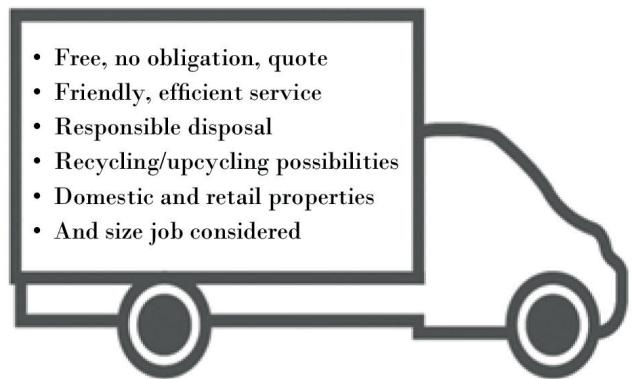 • Free, no obligation, quote
• Friendly, efficient service
• Responsible disposal
• Recycling/upcycling possibilities
• Domestic and retail properties
• And size job considered